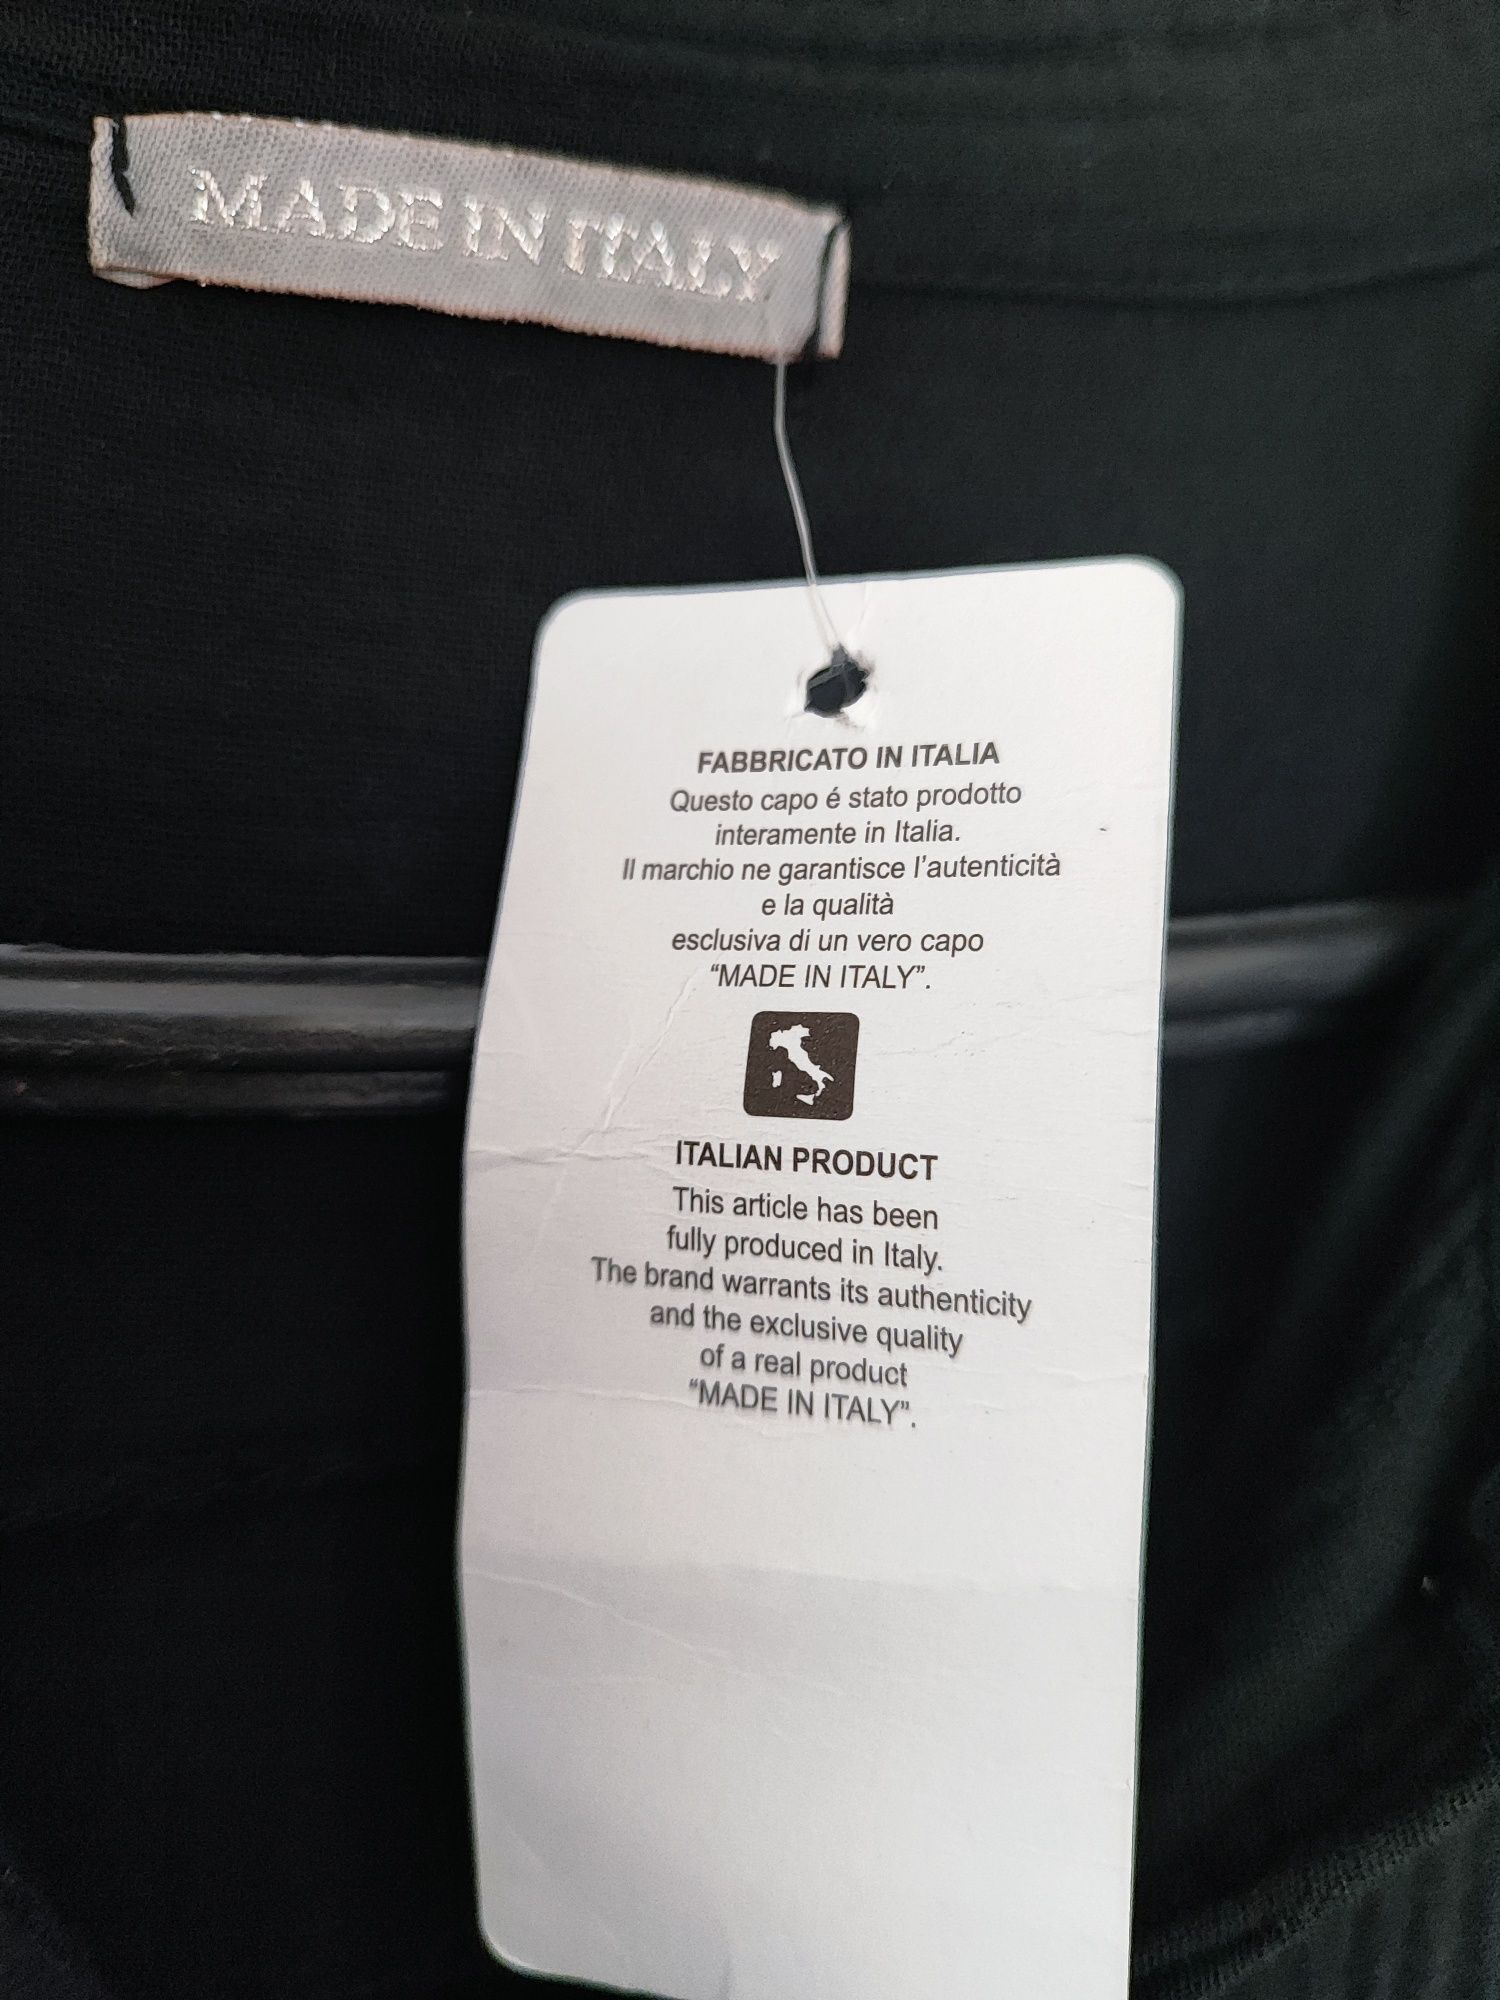 MADE IN ITALY
FABBRICATO IN ITALIA
Questo capo é stato prodotto
interamente in Italia.
Il marchio ne garantisce l'autenticità
e la qualità
esclusiva di un vero capo
“MADE IN ITALY”.
ITALIAN PRODUCT
This article has been
fully produced in Italy.
The brand warrants its authenticity
and the exclusive quality
of a real product
“MADE IN ITALY”.